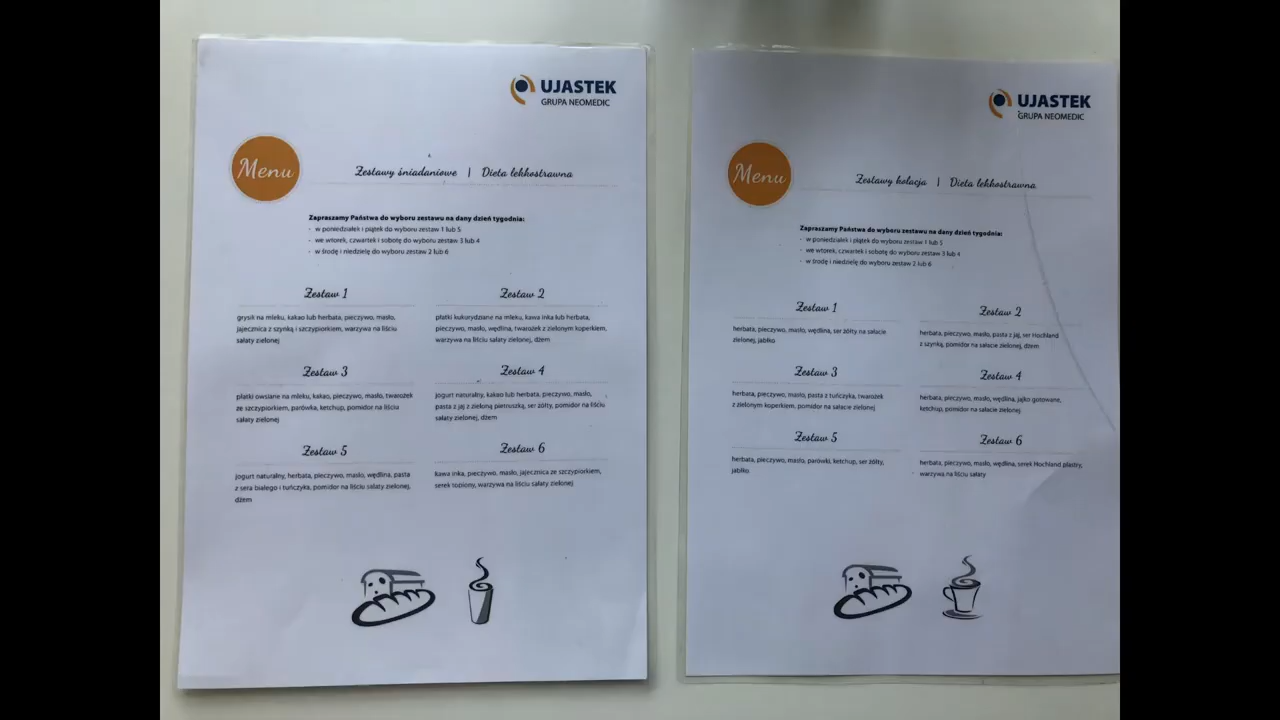 UJASTEK
GRUPA NEOMEDIC
Menu
Zestawy śniadaniowe | Dieta lekkostrawna
Zapraszamy Państwa do wyboru zestawu na dany dzień tygodnia:
- w poniedziałek i piątek do wyboru zestaw 1 lub 5
- we wtorek, czwartek i sobotę do wyboru zestaw 3 lub 4
- w środę i niedzielę do wyboru zestaw 2 lub 6
Zestaw 1
grysik na mleku, kakao lub herbata, pieczywo, masło,
jajecznica z szynką i szczypiorkiem, warzywa na liściu
sałaty zielonej
Zestaw 2
płatki kukurydziane na mleku, kawa inka lub herbata,
pieczywo, masło, wędlina, twarożek z zielonym koperkiem,
warzywa na liściu sałaty zielonej, dżem
Zestaw 3
płatki owsiane na mleku, kakao, pieczywo, masło, twarożek
ze szczypiorkiem, parówka, ketchup, pomidor na liściu
sałaty zielonej
Zestaw 4
jogurt naturalny, kakao lub herbata, pieczywo, masło,
pasta z jaj z zieloną pietruszką, ser żółty, pomidor na liściu
sałaty zielonej, dżem
Zestaw 5
jogurt naturalny, herbata, pieczywo, masło, wędlina, pasta
z sera białego i tuńczyka, pomidor na liściu sałaty zielonej,
dżem
Zestaw 6
kawa inka, pieczywo, masło, jajecznica ze szczypiorkiem,
serek topiony, warzywa na liściu sałaty zielonej
UJASTEK
GRUPA NEOMEDIC
Menu
Zestawy kolacja | Dieta lekkostrawna
Zapraszamy Państwa do wyboru zestawu na dany dzień tygodnia:
- w poniedziałek i piątek do wyboru zestaw 1 lub 5
- we wtorek, czwartek i sobotę do wyboru zestaw 3 lub 4
- w środę i niedzielę do wyboru zestaw 2 lub 6
Zestaw 1
herbata, pieczywo, masło, wędlina, ser żółty na sałacie
zielonej, jabłko
Zestaw 2
herbata, pieczywo, masło, pasta z jaj, ser Hochland
z szynką, pomidor na sałacie zielonej, dżem
Zestaw 3
herbata, pieczywo, masło, pasta z tuńczyka, twarożek
z zielonym koperkiem, pomidor na sałacie zielonej
Zestaw 4
herbata, pieczywo, masło, wędlina, jajko gotowane,
ketchup, pomidor na sałacie zielonej
Zestaw 5
herbata, pieczywo, masło, parówki, ketchup, ser żółty,
jabłko
Zestaw 6
herbata, pieczywo, masło, wędlina, serek Hochland plastry,
warzywa na liściu sałaty